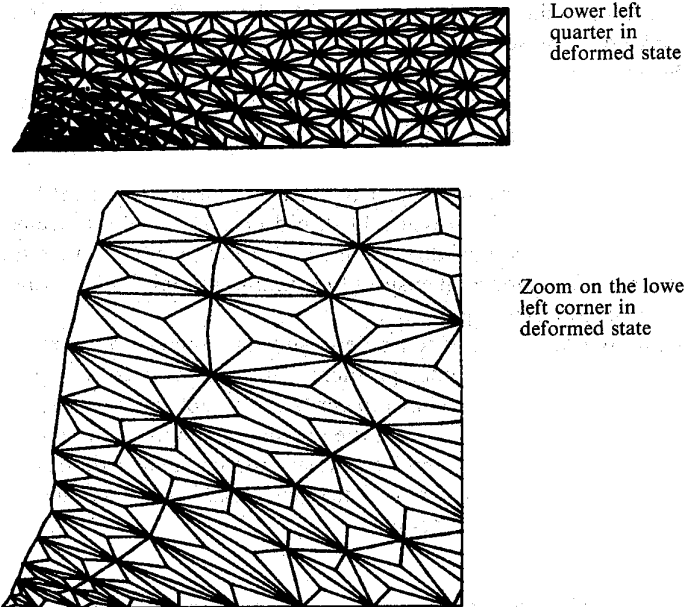 Lower left
quarter in
deformed state
Zoom on the lowe
left corner in
deformed state